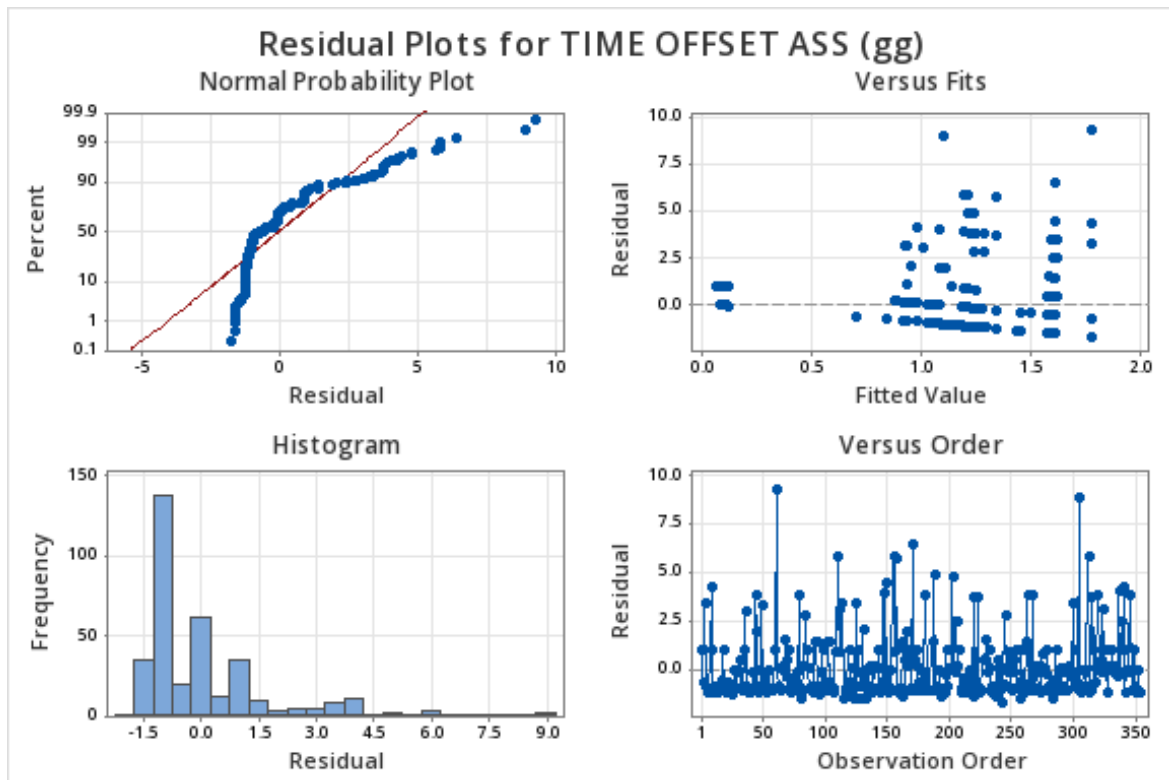 Residual Plots for TIME OFFSET ASS (gg)
Normal Probability Plot
99.9
99
90
50
10
1
0.1
Percent
-5 0 5 10
Residual
Versus Fits
10.0
7.5
5.0
2.5
0.0
Residual
0.0 0.5 1.0 1.5 2.0
Fitted Value
Histogram
150
100
50
0
Frequency
-1.5 0.0 1.5 3.0 4.5 6.0 7.5 9.0
Residual
Versus Order
10.0
7.5
5.0
2.5
0.0
Residual
1 50 100 150 200 250 300 350
Observation Order